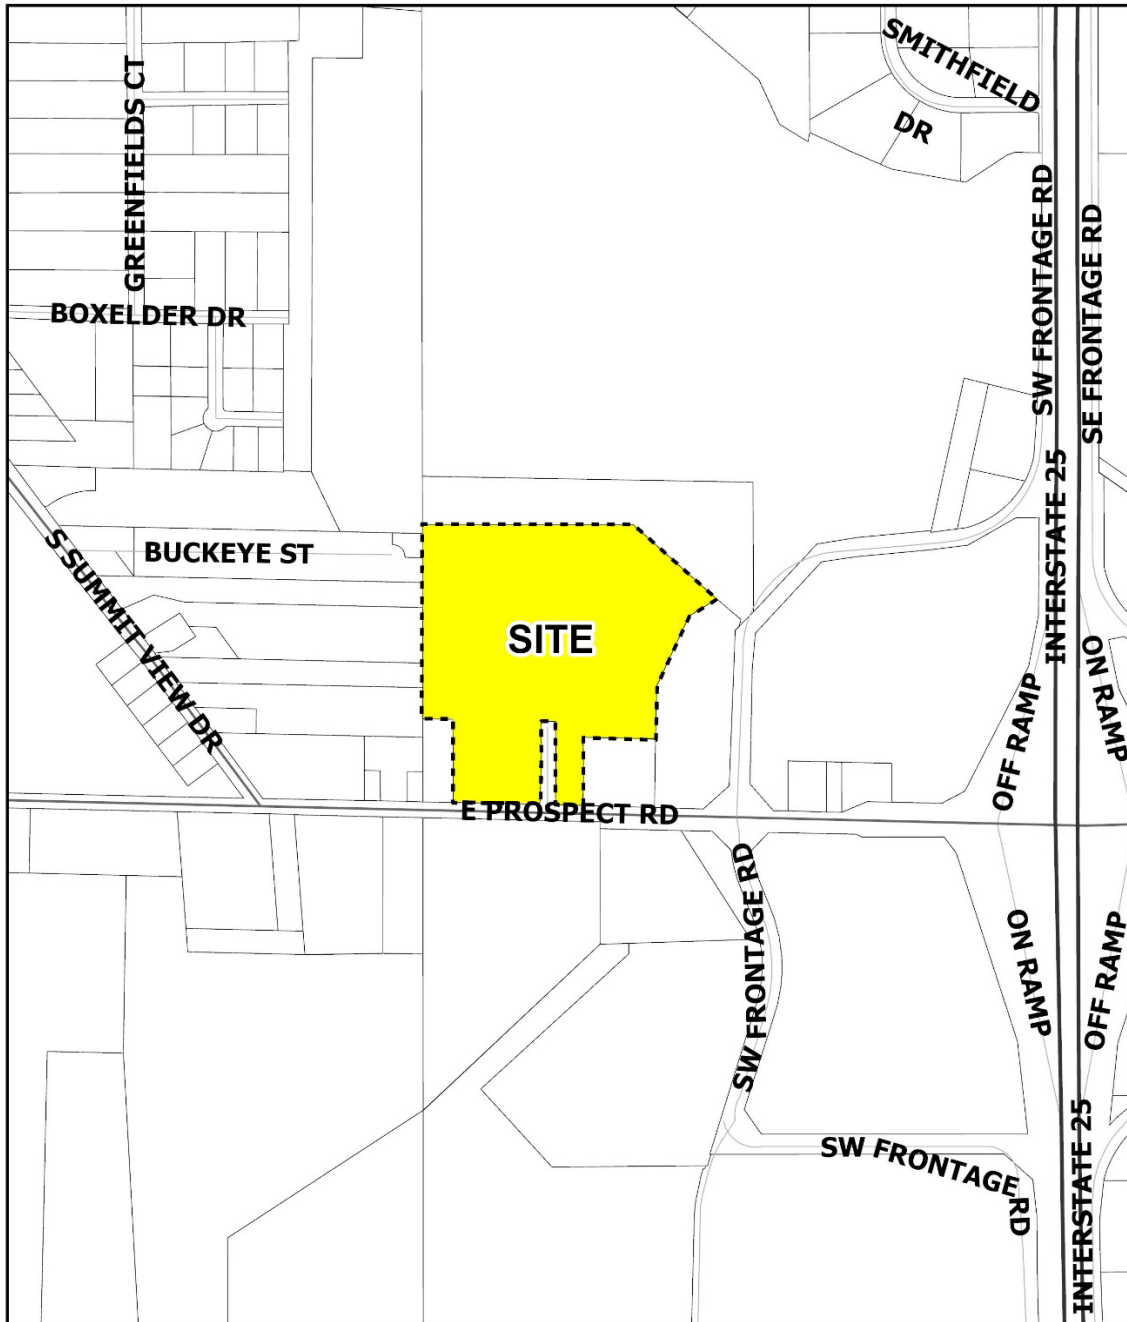 SMITHFIELD
DR
GREENFIELDS CT
SW FRONTAGE RD
SE FRONTAGE RD
BOXELDER DR
INTERSTATE 25
BUCKEYE ST
S SUMMIT VIEW DR
SITE
ON RAMP
OFF RAMP
E PROSPECT RD
SW FRONTAGE RD
ON RAMP
OFF RAMP
SW FRONTAGE
RD
INTERSTATE 25